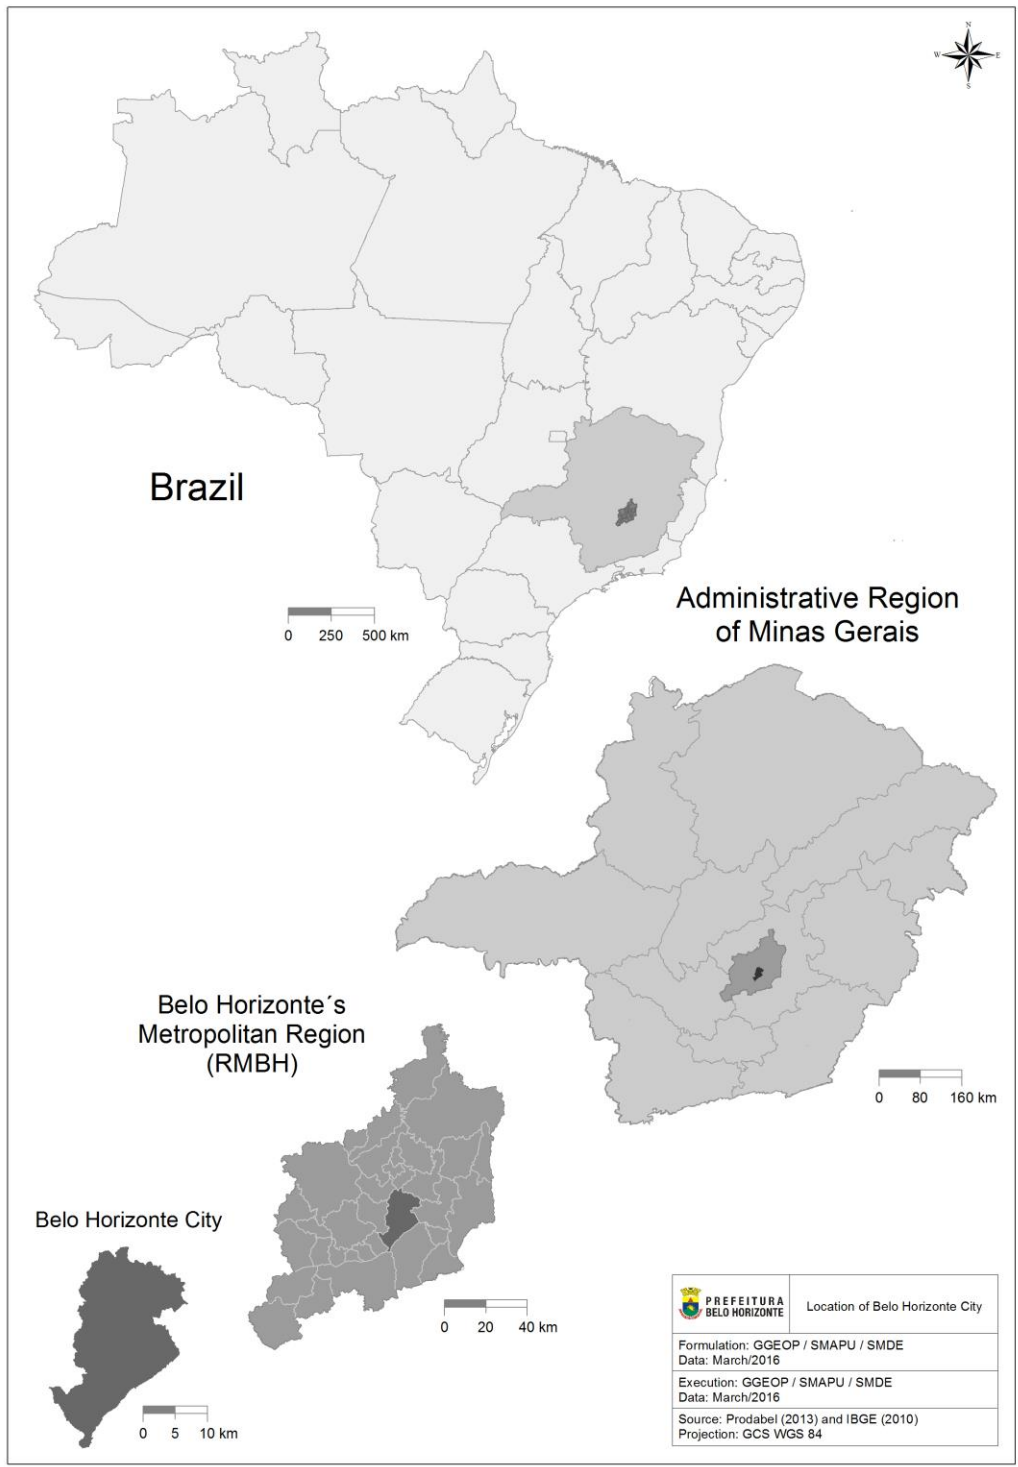 N
W
E
S
Brazil
0 250 500 km
Administrative Region
of Minas Gerais
0 80 160 km
Belo Horizonte´s
Metropolitan Region
(RMBH)
0 20 40 km
Belo Horizonte City
0 5 10 km
PREFEITURA
BELO HORIZONTE
Location of Belo Horizonte City
Formulation: GGEOP / SMAPU / SMDE
Data: March/2016
Execution: GGEOP / SMAPU / SMDE
Data: March/2016
Source: Prodabel (2013) and IBGE (2010)
Projection: GCS WGS 84